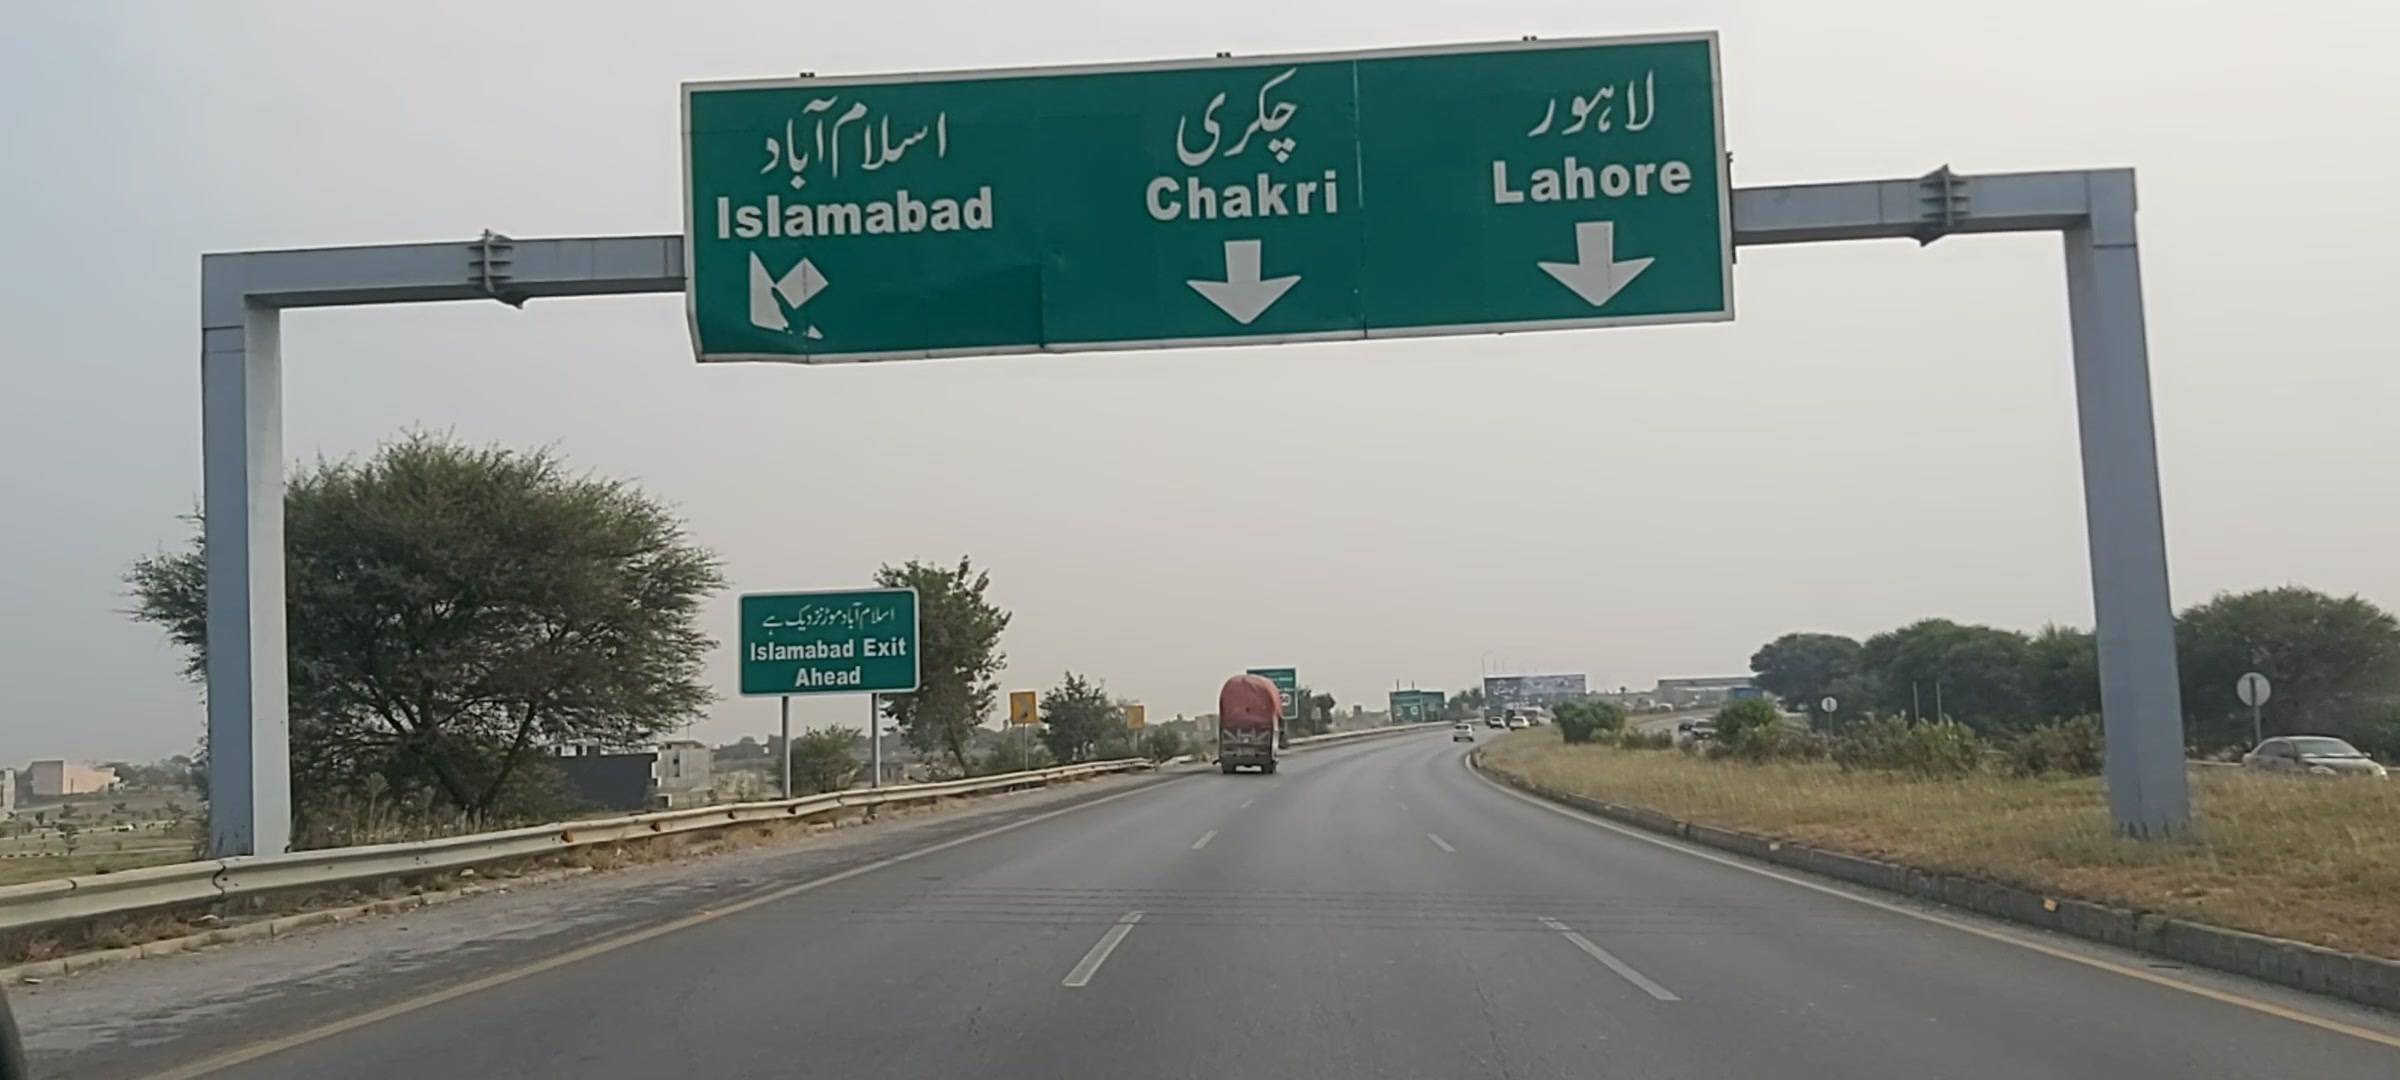 اسلام آباد
Islamabad
چکری
Chakri
لاہور
Lahore
اسلام آباد موڑ نزدیک ہے
Islamabad Exit
Ahead